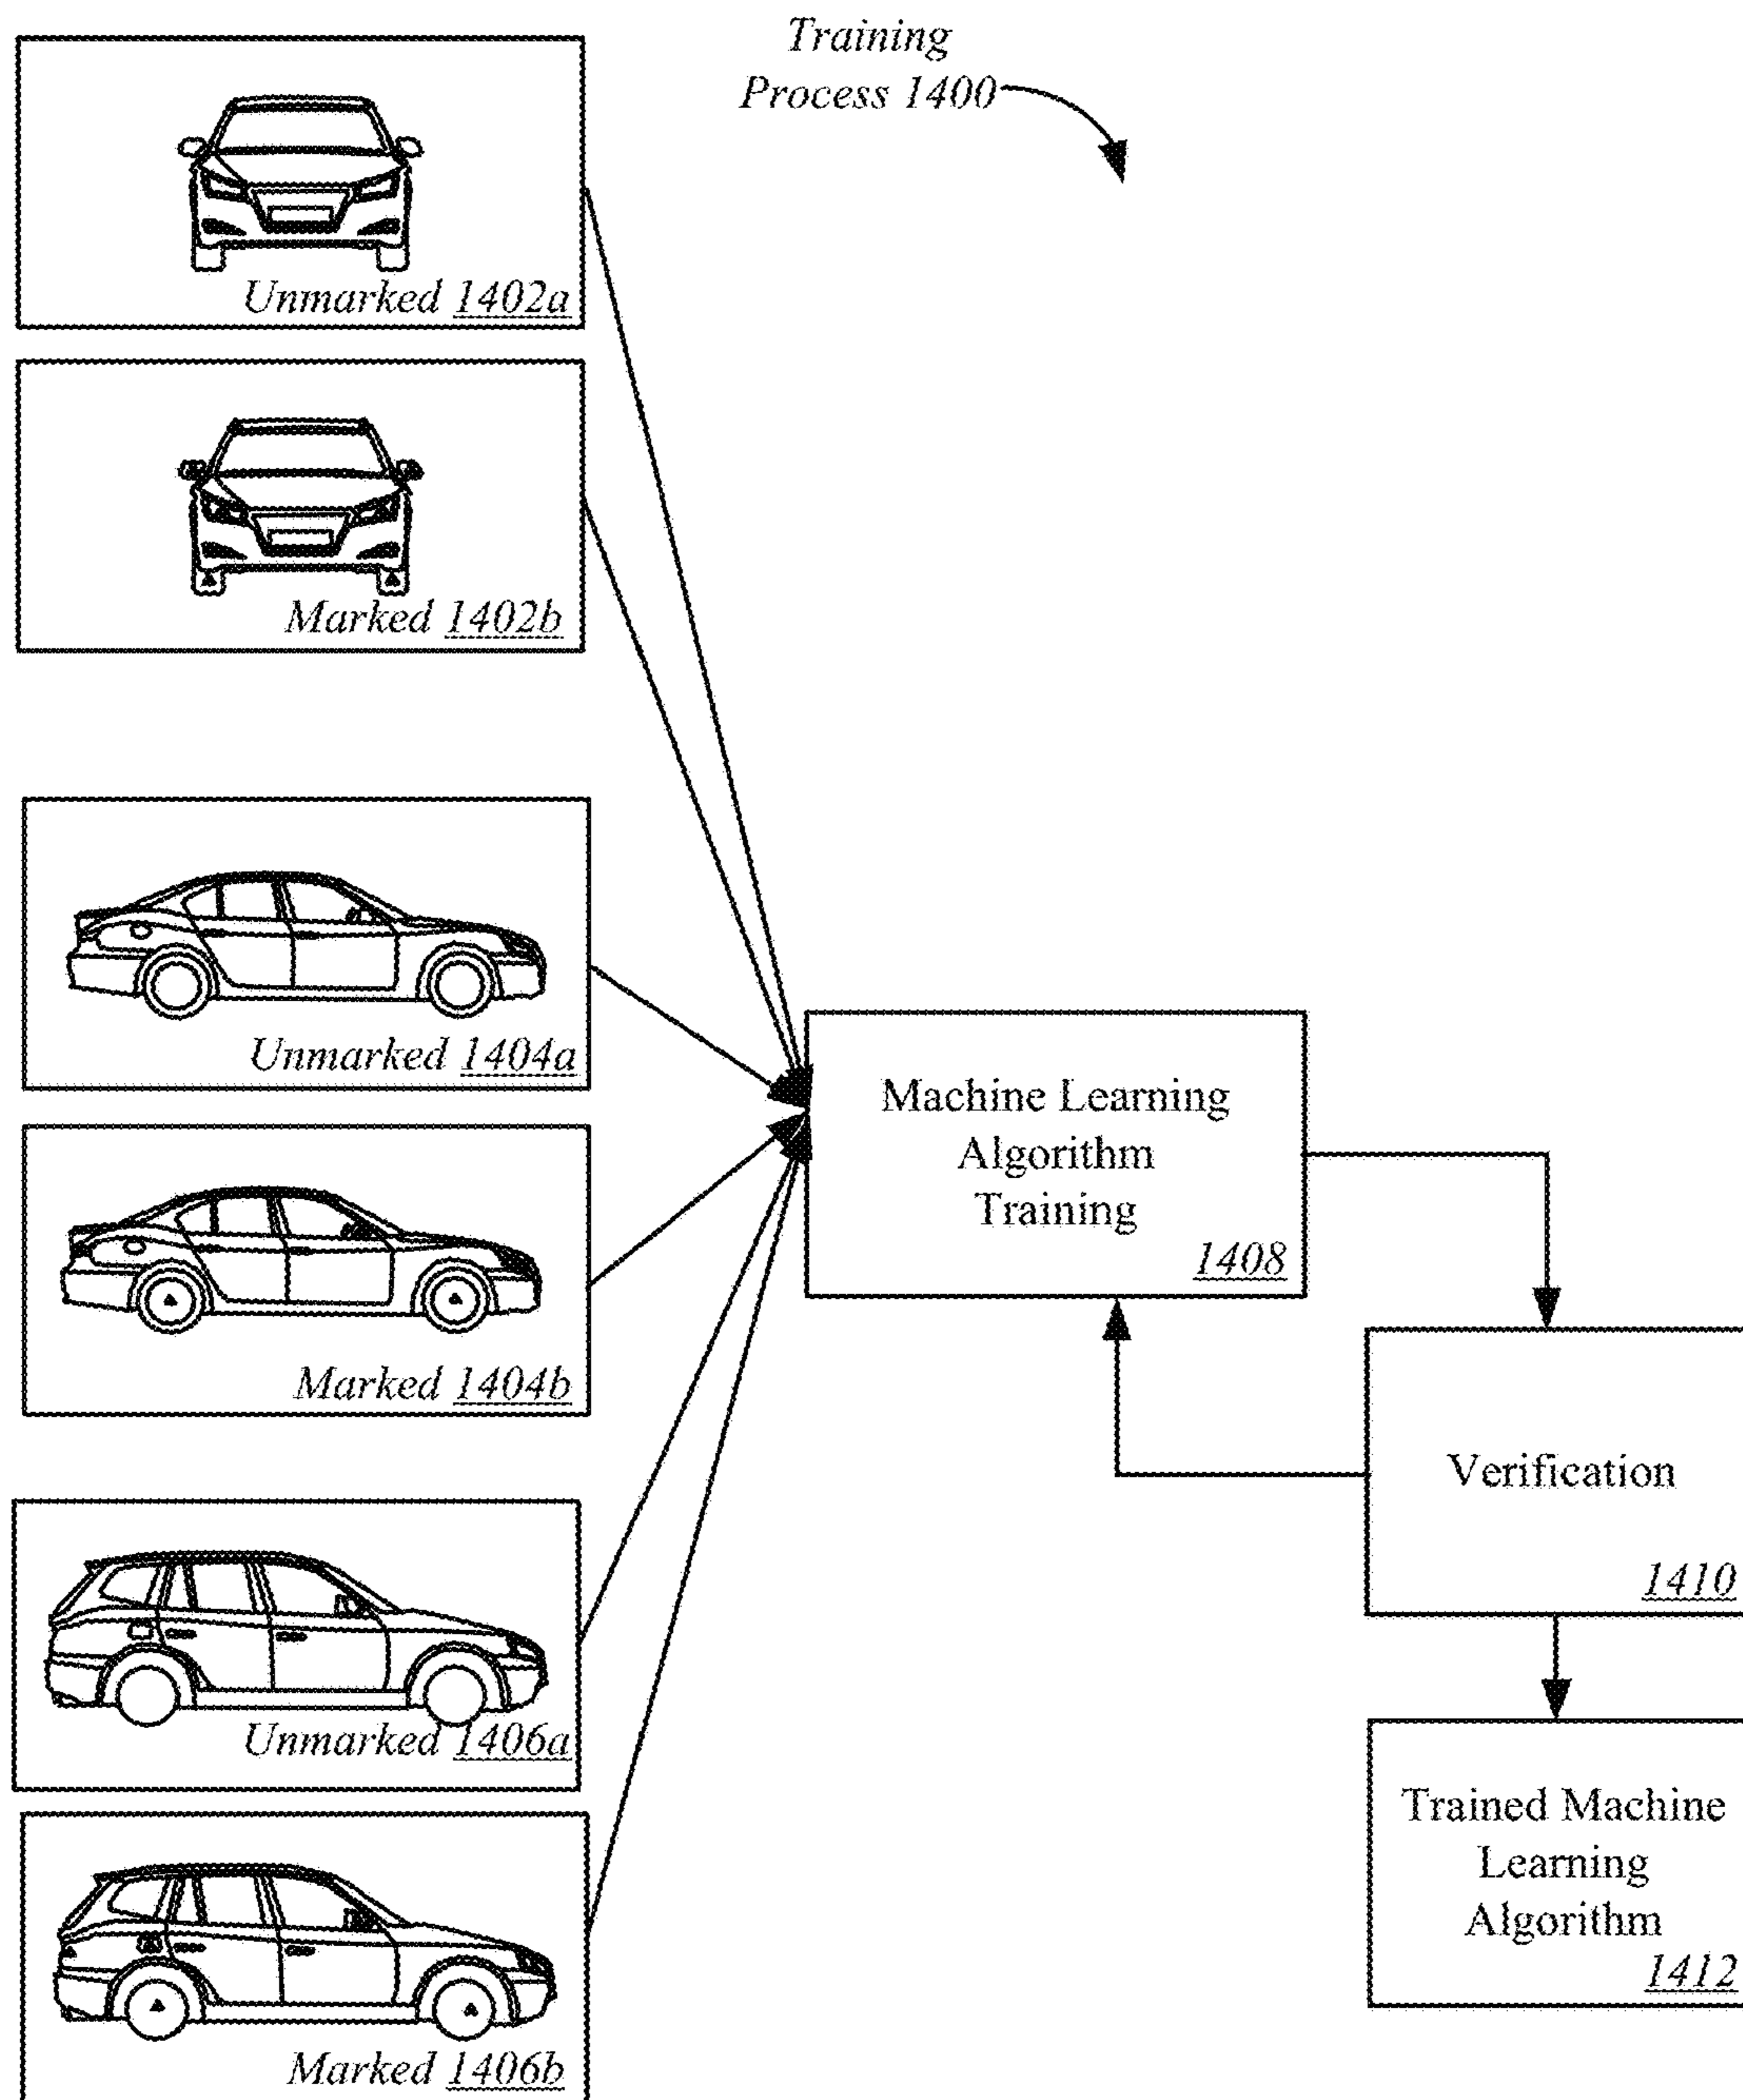 Training
Process 1400
Unmarked 1402a
Marked 1402b
Unmarked 1404a
Marked 1404b
Unmarked 1406a
Marked 1406b
Machine Learning
Algorithm
Training
1408
Verification
1410
Trained Machine
Learning
Algorithm
1412